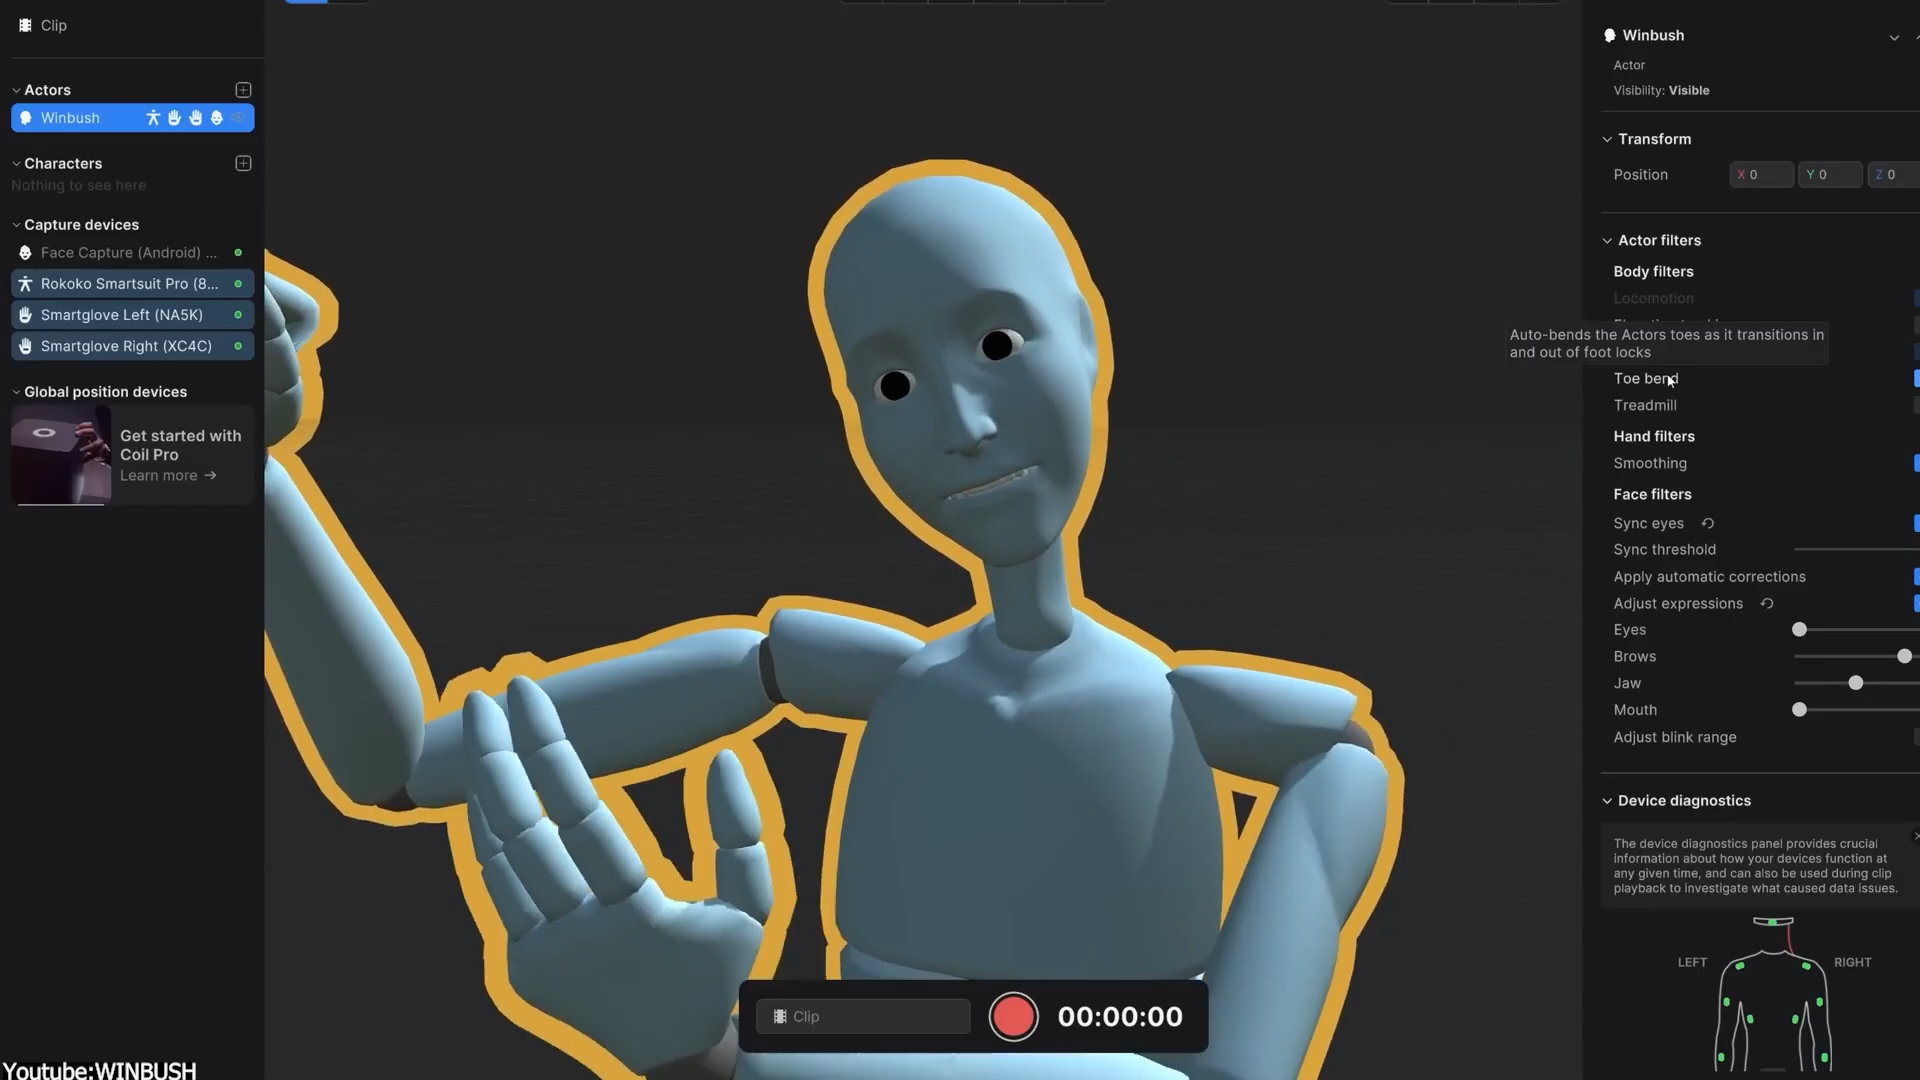 Clip
Actors
Winbush
Characters
Nothing to see here
Capture devices
Face Capture (Android) ...
Rokoko Smartsuit Pro (8...
Smartglove Left (NA5K)
Smartglove Right (XC4C)
Global position devices
Get started with
Coil Pro
Learn more →
Youtube:WINBUSH
Clip
00:00:00
Winbush
Actor
Visibility: Visible
Transform
Position X 0 Y 0 Z 0
Actor filters
Body filters
Locomotion
Auto-bends the Actors toes as it transitions in
and out of foot locks
Toe bend
Treadmill
Hand filters
Smoothing
Face filters
Sync eyes
Sync threshold
Apply automatic corrections
Adjust expressions
Eyes
Brows
Jaw
Mouth
Adjust blink range
Device diagnostics
The device diagnostics panel provides crucial
information about how your devices function at
any given time, and can also be used during clip
playback to investigate what caused data issues.
LEFT RIGHT